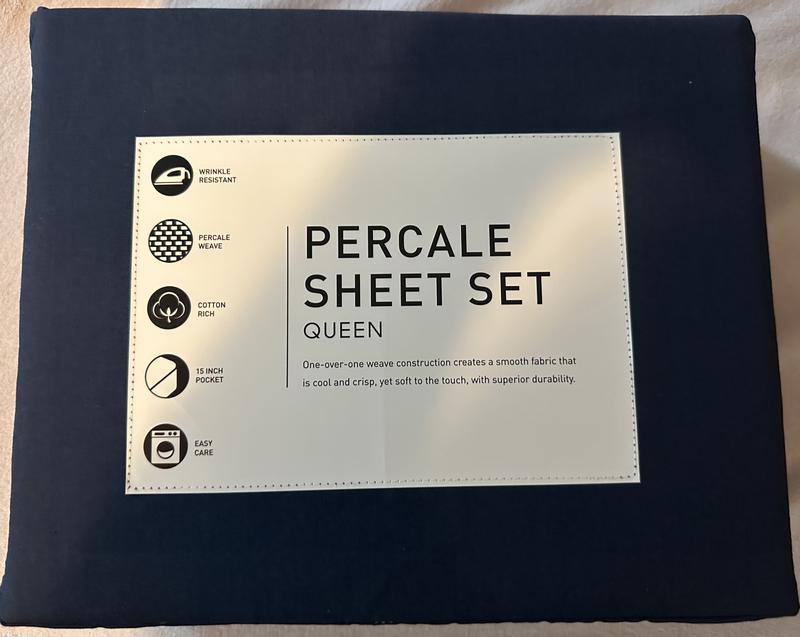 WRINKLE
RESISTANT
PERCALE
WEAVE
COTTON
RICH
15 INCH
POCKET
EASY
CARE
PERCALE
SHEET SET
QUEEN
One-over-one weave construction creates a smooth fabric that
is cool and crisp, yet soft to the touch, with superior durability.